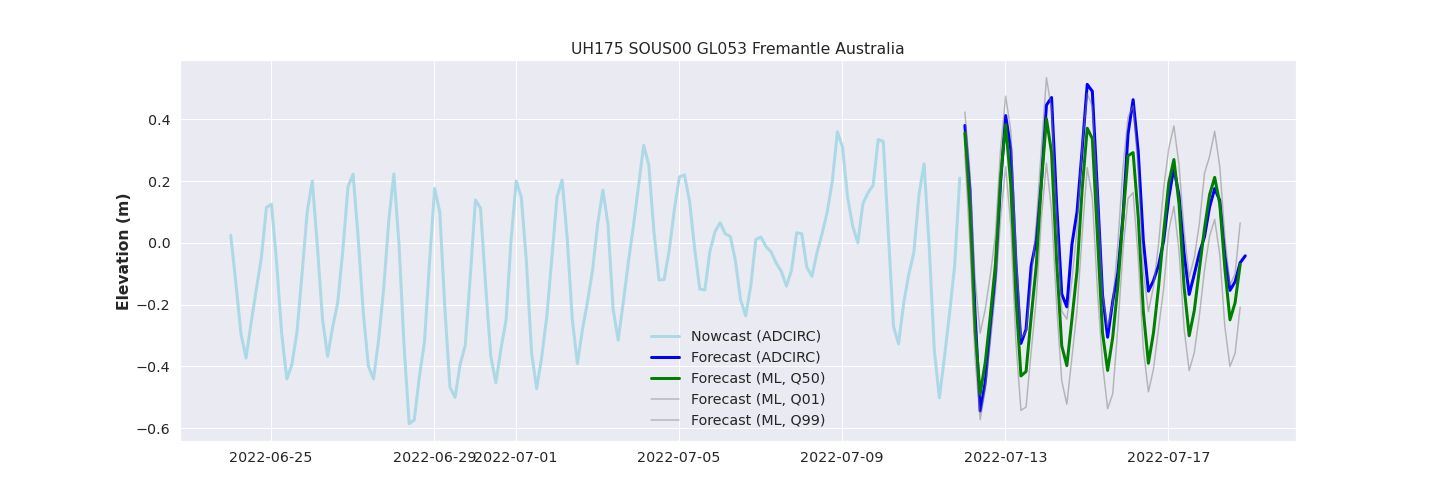 UH175 SOUS00 GL053 Fremantle Australia
Elevation (m)
0.4
0.2
0.0
−0.2
−0.4
−0.6
Nowcast (ADCIRC)
Forecast (ADCIRC)
Forecast (ML, Q50)
Forecast (ML, Q01)
Forecast (ML, Q99)
2022-06-25 2022-06-29 2022-07-01 2022-07-05 2022-07-09 2022-07-13 2022-07-17